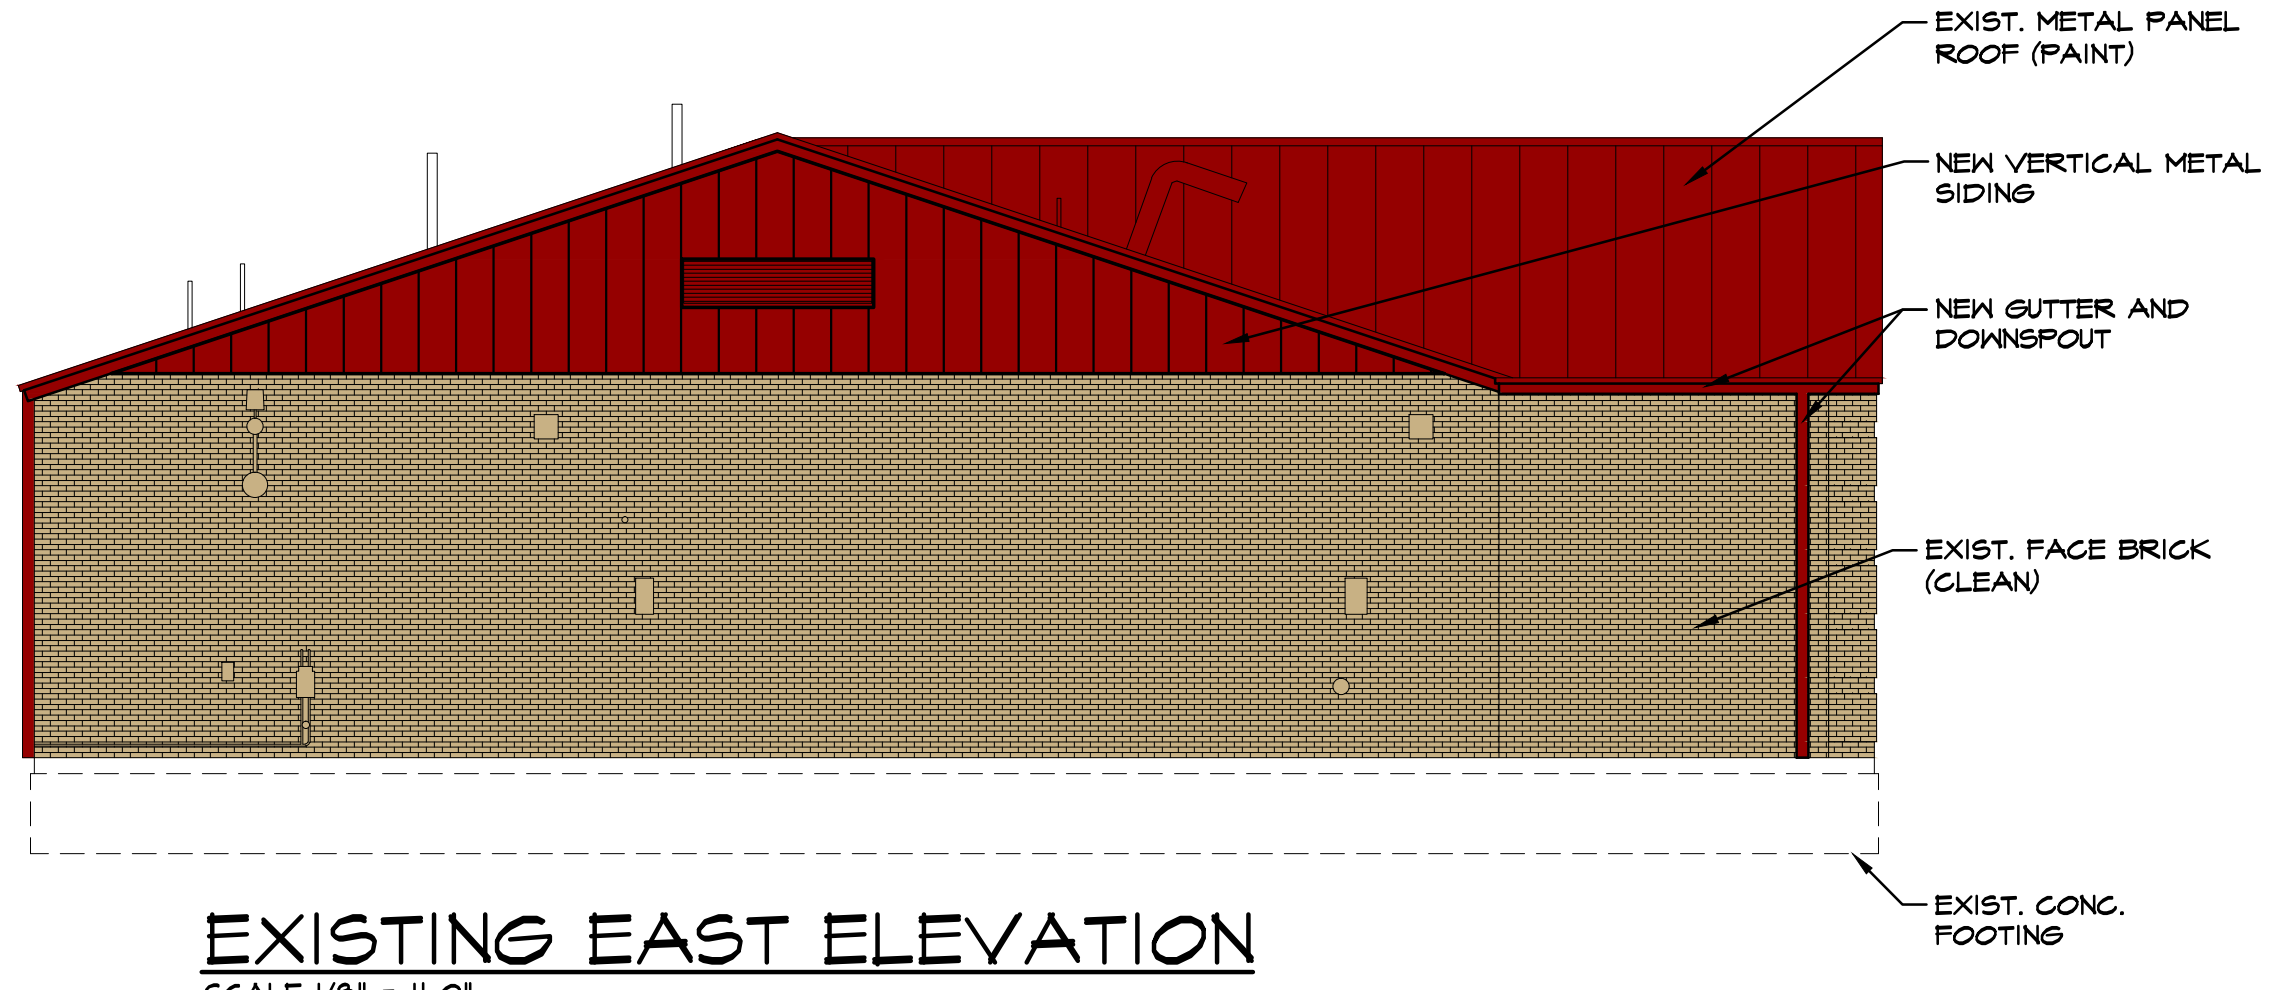 EXIST. METAL PANEL
ROOF (PAINT)
NEW VERTICAL METAL
SIDING
NEW GUTTER AND
DOWNSPOUT
EXIST. FACE BRICK
(CLEAN)
EXIST. CONC.
FOOTING
EXISTING EAST ELEVATION
SCALE